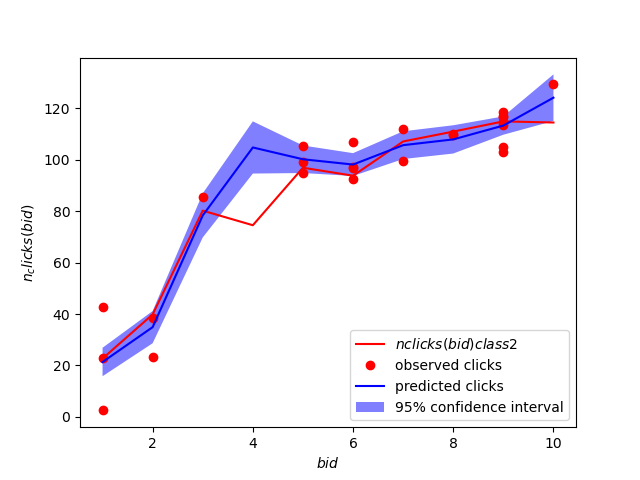 120
100
80
60
40
20
0
n_clicks(bid)
nclicks(bid)class2
observed clicks
predicted clicks
95% confidence interval
2 4 6 8 10
bid